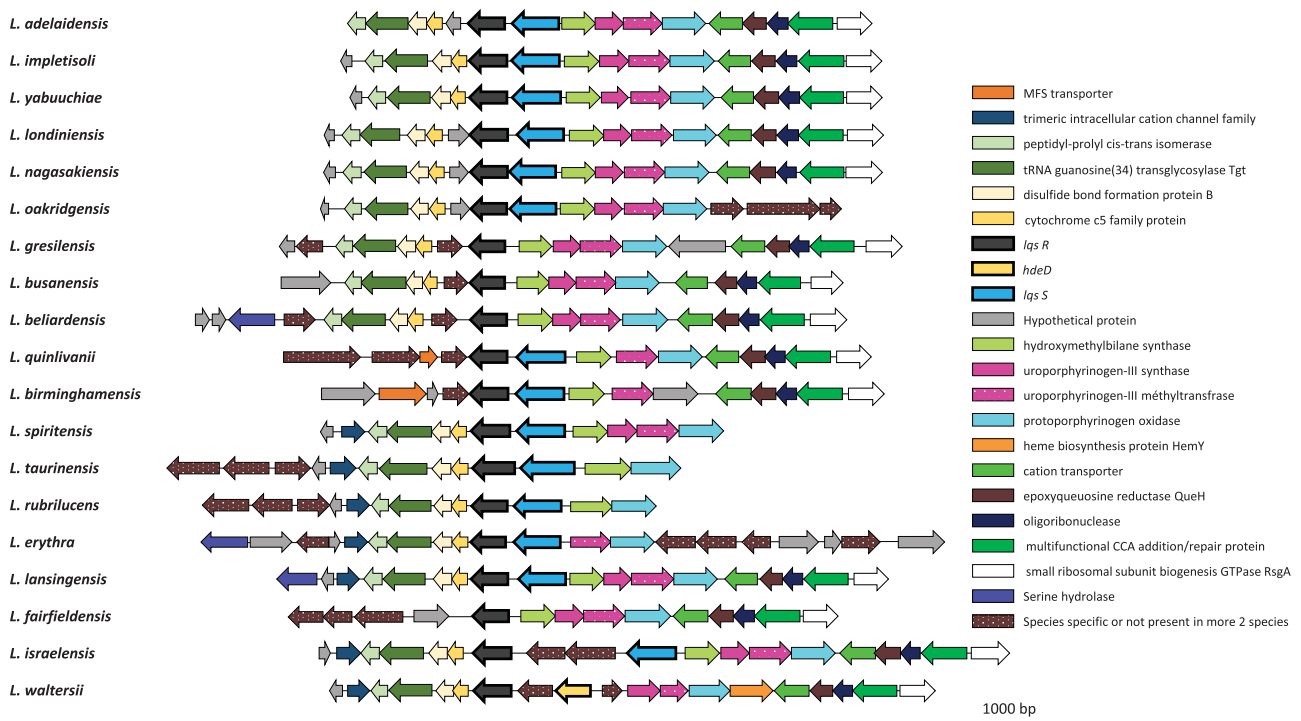 L. adelaidensis
L. impletisoli
L. yabuuchiae
L. londiniensis
L. nagasakiensis
L. oakridgensis
L. gresilensis
L. busanensis
L. beliardensis
L. quinlivanii
L. birminghamensis
L. spiritensis
L. taurinensis
L. rubrilucens
L. erythra
L. lansingensis
L. fairfieldensis
L. israelensis
L. waltersii
MFS transporter
trimeric intracellular cation channel family
peptidyl-prolyl cis-trans isomerase
tRNA guanosine(34) transglycosylase Tgt
disulfide bond formation protein B
cytochrome c5 family protein
lqs R
hdeD
lqs S
Hypothetical protein
hydroxymethylbilane synthase
uroporphyrinogen-III synthase
uroporphyrinogen-III méthyltransfrase
protoporphyrinogen oxidase
heme biosynthesis protein HemY
cation transporter
epoxyqueuosine reductase QueH
oligoribonuclease
multifunctional CCA addition/repair protein
small ribosomal subunit biogenesis GTPase RsgA
Serine hydrolase
Species specific or not present in more 2 species
1000 bp